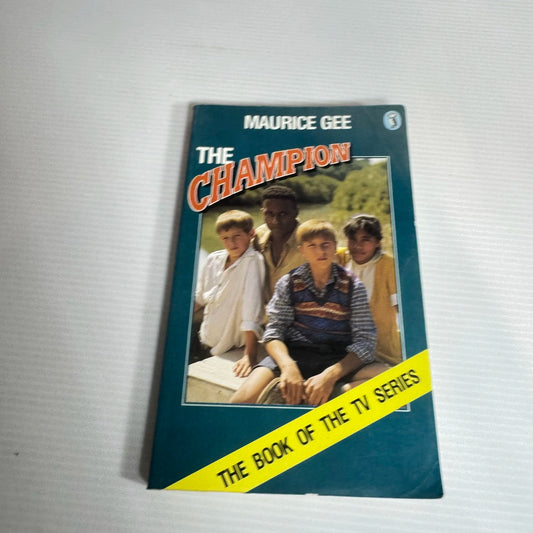 MAURICE GEE
THE
CHAMPION
THE BOOK OF THE TV SERIES